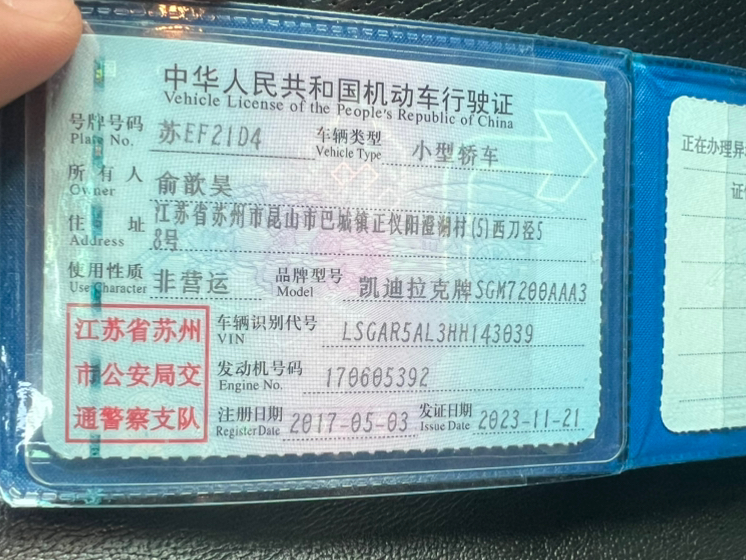 中华人民共和国机动车行驶证
Vehicle License of the People's Republic of China
号牌号码 苏EF21D4 车辆类型 小型轿车
Plate No. Vehicle Type
所有人 俞歆昊
Owner
住址 江苏省苏州市昆山市巴城镇正仪阳澄湖村(5)西刀径5
Address 8号
使用性质 非营运 品牌型号 凯迪拉克牌SGM7200AAA3
Use Character Model
江苏省苏州
市公安局交
通警察支队
车辆识别代号 LSGAR5AL3HH143039
VIN
发动机号码 170605392
Engine No.
注册日期 2017-05-03 发证日期 2023-11-21
Register Date Issue Date
正在办理异
证